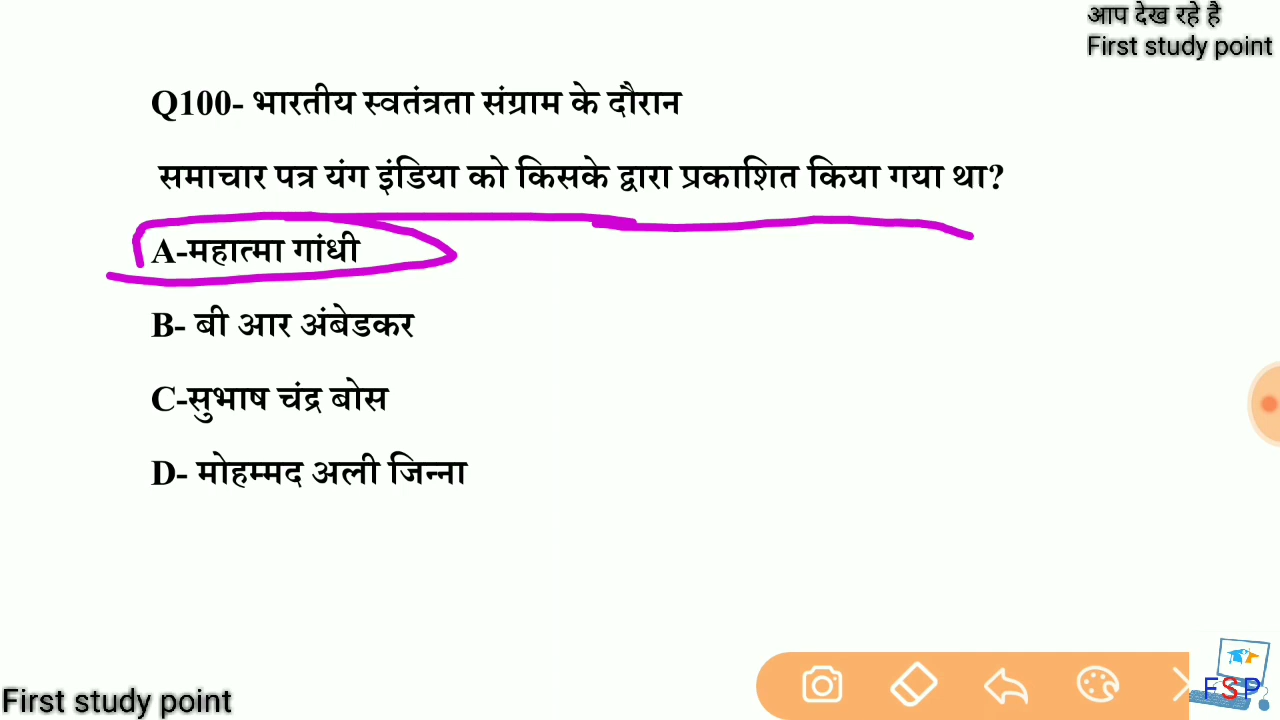 आप देख रहे है
First study point
Q100- भारतीय स्वतंत्रता संग्राम के दौरान
समाचार पत्र यंग इंडिया को किसके द्वारा प्रकाशित किया गया था?
A-महात्मा गांधी
B- बी आर अंबेडकर
C-सुभाष चंद्र बोस
D- मोहम्मद अली जिन्ना
First study point
FSP